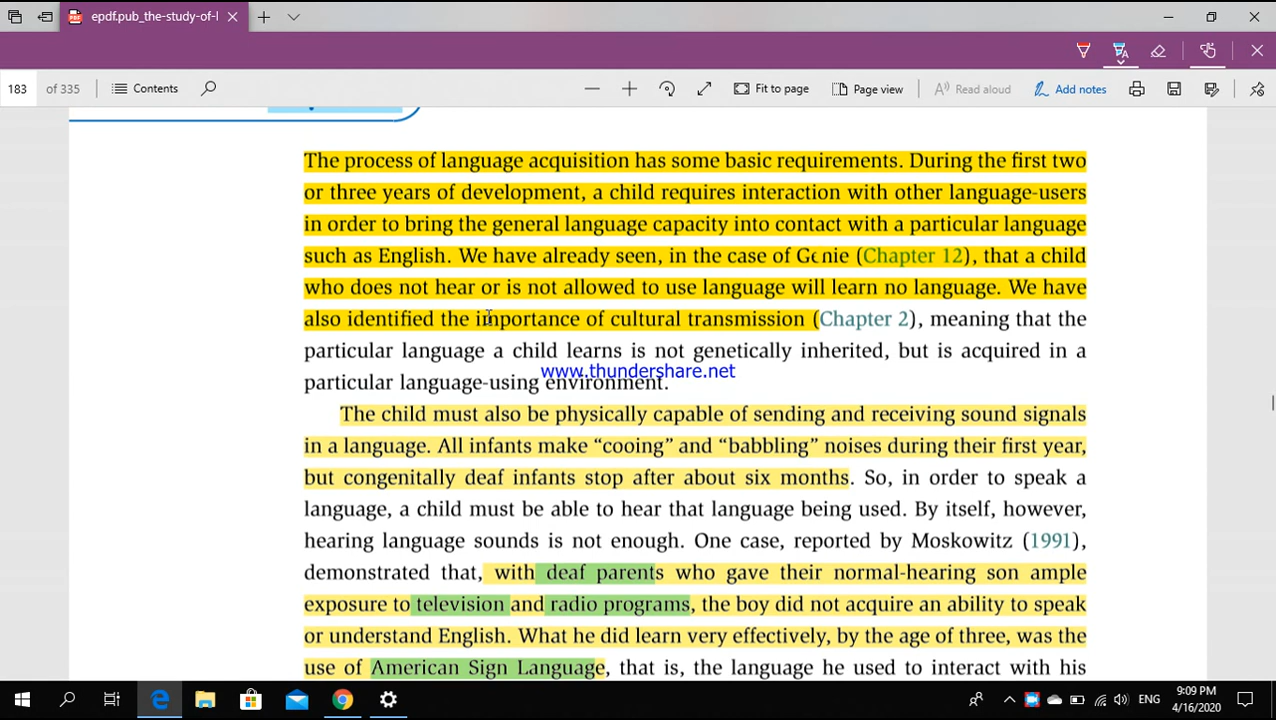 epdf.pub_the-study-of-l
183 of 335 Contents Fit to page Page view Read aloud Add notes
The process of language acquisition has some basic requirements. During the first two
or three years of development, a child requires interaction with other language-users
in order to bring the general language capacity into contact with a particular language
such as English. We have already seen, in the case of Genie (Chapter 12), that a child
who does not hear or is not allowed to use language will learn no language. We have
also identified the importance of cultural transmission (Chapter 2), meaning that the
particular language a child learns is not genetically inherited, but is acquired in a
www.thundershare.net
particular language-using environment.
The child must also be physically capable of sending and receiving sound signals
in a language. All infants make “cooing” and “babbling” noises during their first year,
but congenitally deaf infants stop after about six months. So, in order to speak a
language, a child must be able to hear that language being used. By itself, however,
hearing language sounds is not enough. One case, reported by Moskowitz (1991),
demonstrated that, with deaf parents who gave their normal-hearing son ample
exposure to television and radio programs, the boy did not acquire an ability to speak
or understand English. What he did learn very effectively, by the age of three, was the
use of American Sign Language, that is, the language he used to interact with his
ENG
9:09 PM
4/16/2020